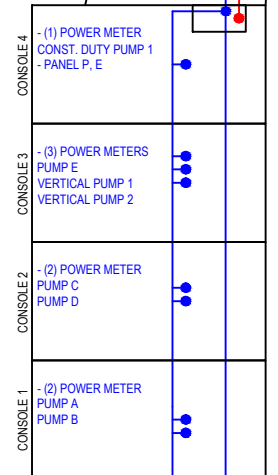 CONSOLE 4
- (1) POWER METER
CONST. DUTY PUMP 1
- PANEL P, E
CONSOLE 3
- (3) POWER METERS
PUMP E
VERTICAL PUMP 1
VERTICAL PUMP 2
CONSOLE 2
- (2) POWER METER
PUMP C
PUMP D
CONSOLE 1
- (2) POWER METER
PUMP A
PUMP B